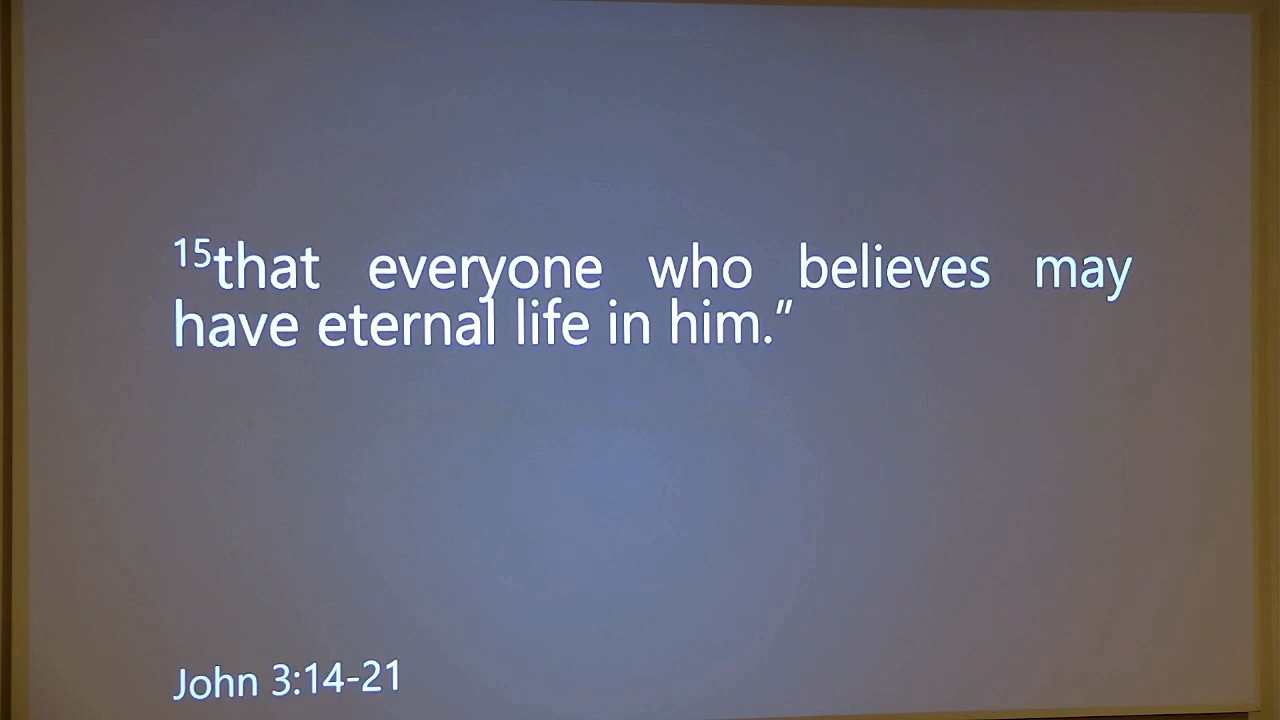 15that everyone who believes may
have eternal life in him."
John 3:14-21